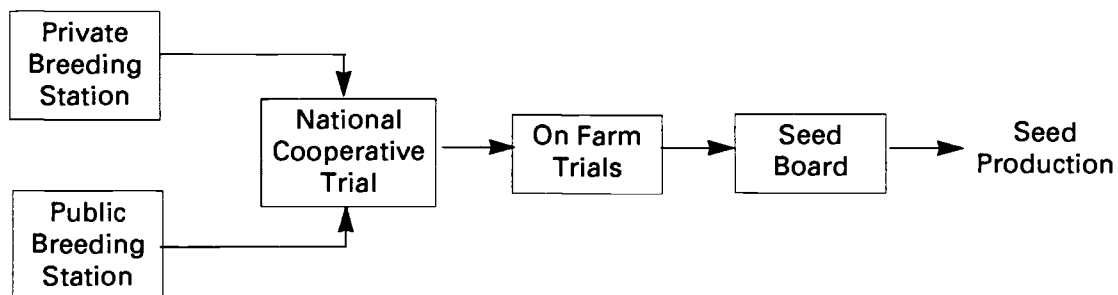 Private
Breeding
Station
National
Cooperative
Trial
On Farm
Trials
Seed
Board
Seed
Production
Public
Breeding
Station